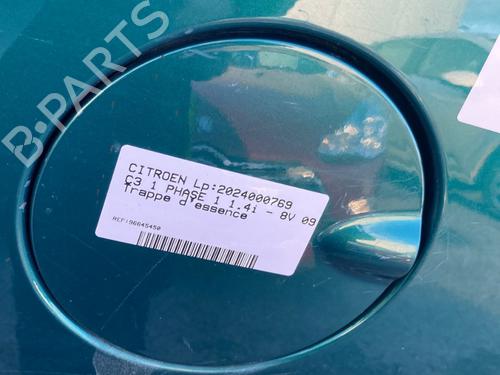 B-PARTS
CITROEN Lp:2024000769
C3 1 PHASE 1 1.4i - 8V 09
Trappe d'essence
REF:96645450